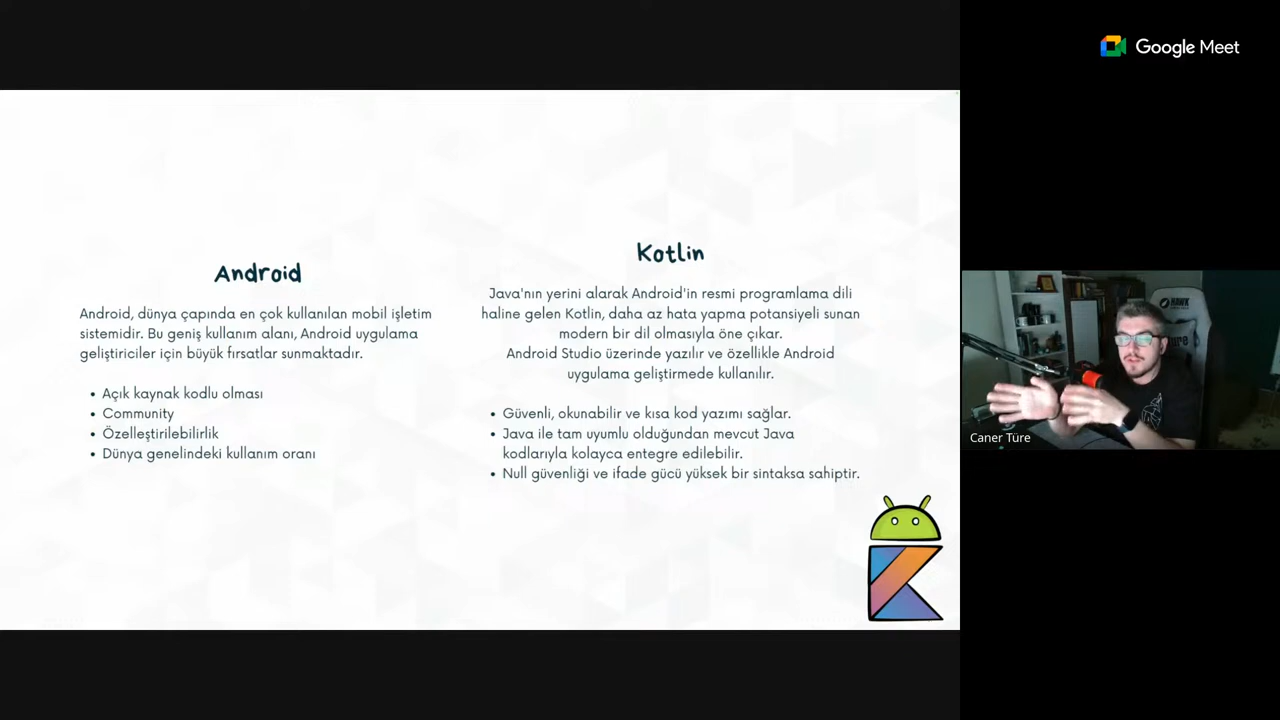 Google Meet
Android
Android, dünya çapında en çok kullanılan mobil işletim
sistemidir. Bu geniş kullanım alanı, Android uygulama
geliştiriciler için büyük fırsatlar sunmaktadır.
• Açık kaynak kodlu olması
• Community
• Özelleştirilebilirlik
• Dünya genelindeki kullanım oranı
Kotlin
Java'nın yerini alarak Android'in resmi programlama dili
haline gelen Kotlin, daha az hata yapma potansiyeli sunan
modern bir dil olmasıyla öne çıkar.
Android Studio üzerinde yazılır ve özellikle Android
uygulama geliştirmede kullanılır.
• Güvenli, okunabilir ve kısa kod yazımı sağlar.
• Java ile tam uyumlu olduğundan mevcut Java
kodlarıyla kolayca entegre edilebilir.
• Null güvenliği ve ifade gücü yüksek bir sintaksa sahiptir.
Caner Türe